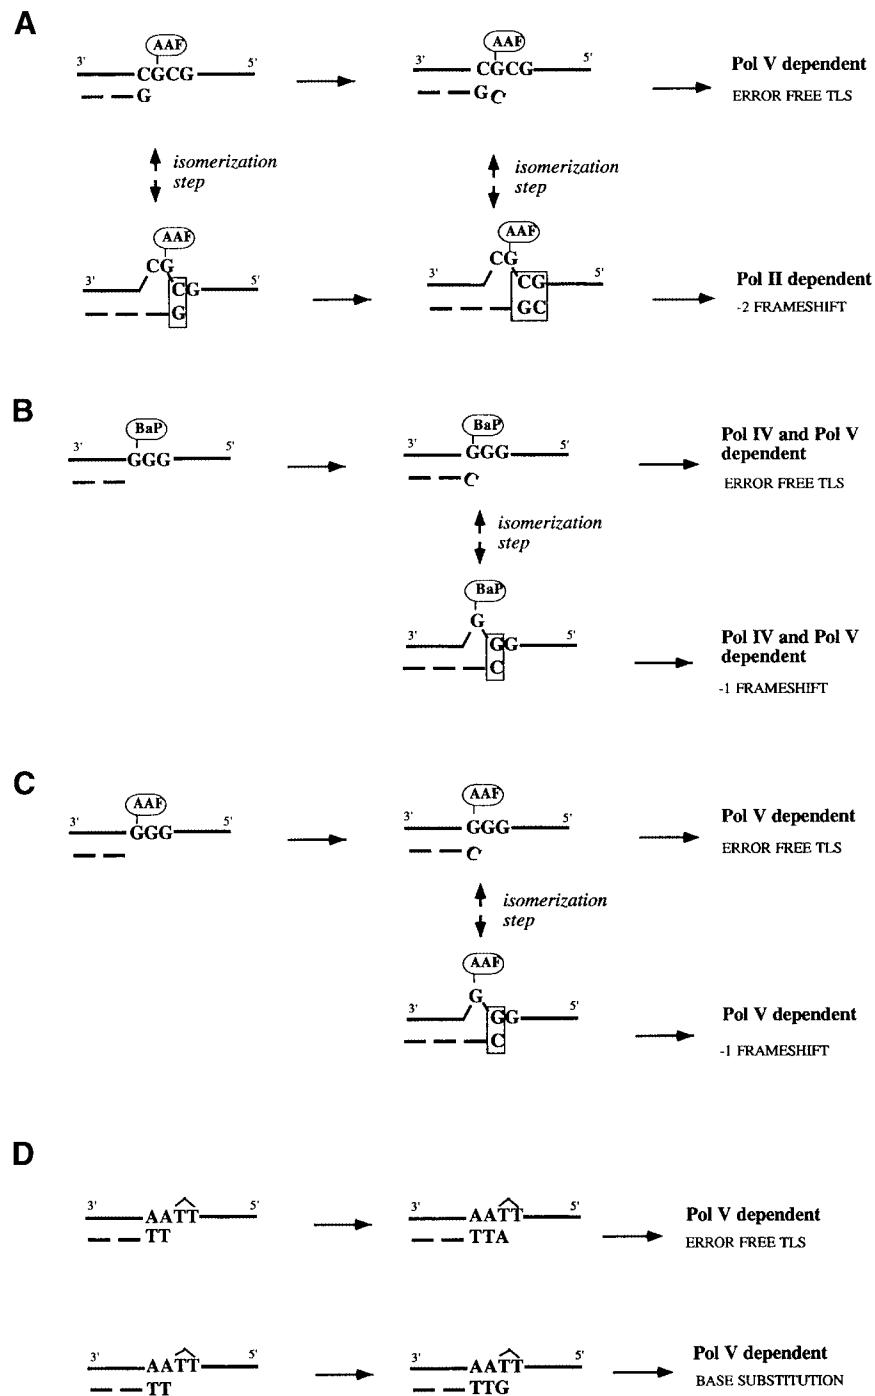 A
AAF AAF
3' 5' 3' 5'
CGCG CGCG
G GC
Pol V dependent
ERROR FREE TLS
isomerization
step
isomerization
step
AAF AAF
CG CG
3' CG 5' 3' CG 5'
G GC
Pol II dependent
-2 FRAMESHIFT
B
BaP BaP
3' 5' 3' 5'
GGG GGG
C
Pol IV and Pol V
dependent
ERROR FREE TLS
isomerization
step
BaP
G
3' GG 5'
C
Pol IV and Pol V
dependent
-1 FRAMESHIFT
C
AAF AAF
3' 5' 3' 5'
GGG GGG
C
Pol V dependent
ERROR FREE TLS
isomerization
step
AAF
G
3' GG 5'
C
Pol V dependent
-1 FRAMESHIFT
D
3' 5' 3' 5'
AATT AATT
TT TTA
Pol V dependent
ERROR FREE TLS
3' 5' 3' 5'
AATT AATT
TT TTG
Pol V dependent
BASE SUBSTITUTION